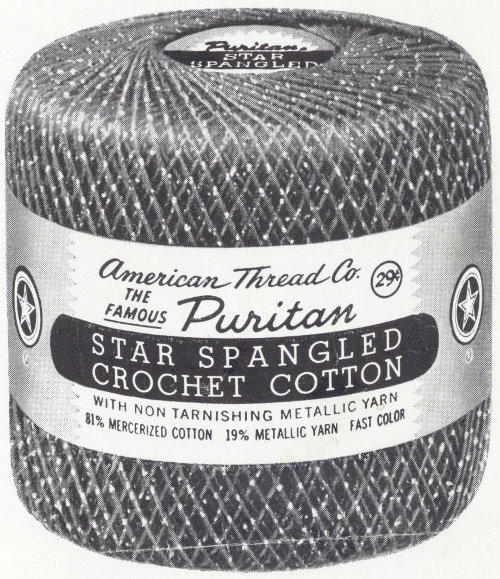 Puritan
STAR
SPANGLED
American Thread Co.
29¢
THE
FAMOUS Puritan
STAR SPANGLED
CROCHET COTTON
WITH NON TARNISHING METALLIC YARN
81% MERCERIZED COTTON 19% METALLIC YARN FAST COLOR